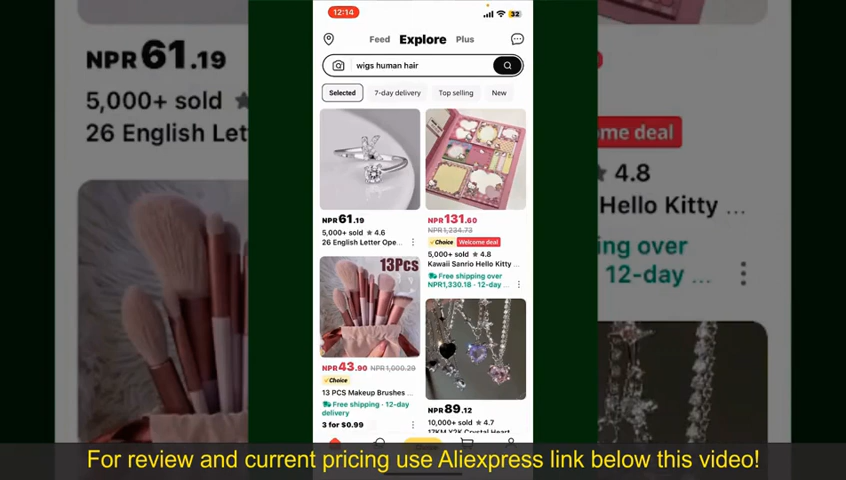 12:14
32
Feed
Explore
Plus
wigs human hair
Selected
7-day delivery
Top selling
New
NPR61.19
5,000+ sold ★ 4.6
26 English Letter Ope...
NPR131.60
NPR1,234.73
Choice
Welcome deal
5,000+ sold ★ 4.8
Kawaii Sanrio Hello Kitty ...
Free shipping over
NPR1,330.18 · 12-day ...
13Pcs
NPR43.90
NPR1,000.29
Choice
13 PCS Makeup Brushes ...
Free shipping · 12-day
delivery
3 for $0.99
NPR89.12
10,000+ sold ★ 4.7
17KM Y2K Crystal Heart
NPR61.19
5,000+ sold ★
26 English Let
me deal
4.8
Hello Kitty ...
ing over
12-day ...
For review and current pricing use Aliexpress link below this video!